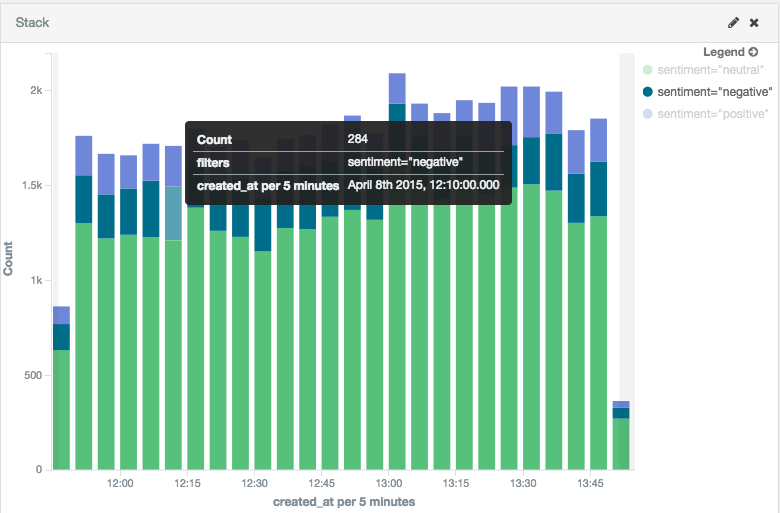 Stack
Legend
sentiment="neutral"
sentiment="negative"
sentiment="positive"
Count 284
filters sentiment="negative"
created_at per 5 minutes April 8th 2015, 12:10:00.000
2k
1.5k
1k
500
0
Count
12:00 12:15 12:30 12:45 13:00 13:15 13:30 13:45
created_at per 5 minutes